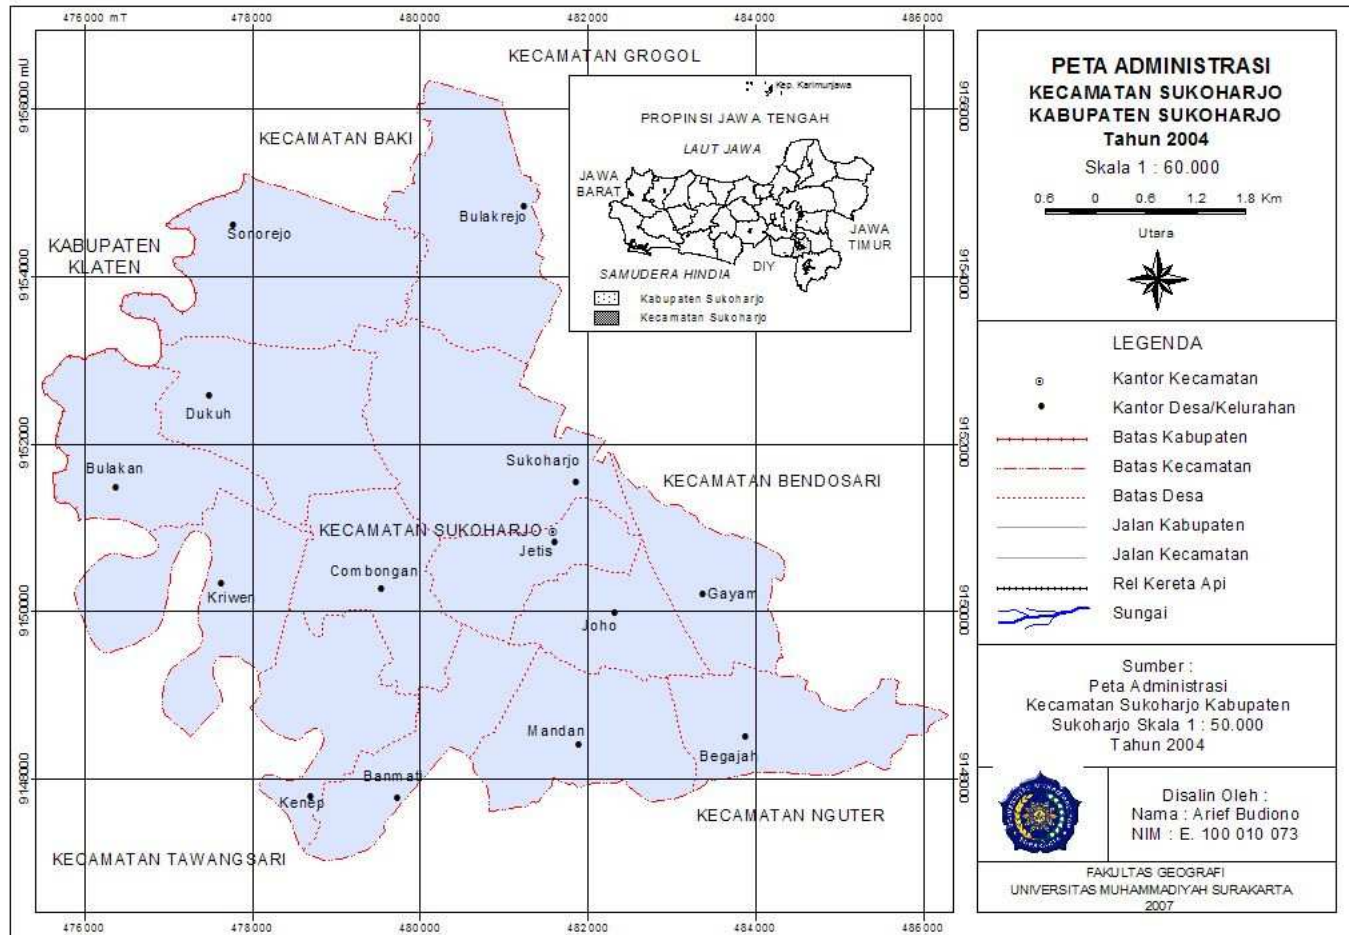 476000 mT
478000
480000
482000
484000
486000
9156000 mU
9154000
9152000
9150000
9148000
9156000
9154000
9152000
9150000
9148000
476000
478000
480000
482000
484000
486000
KECAMATAN GROGOL
KECAMATAN BAKI
KABUPATEN
KLATEN
Sonorejo
Bulakrejo
Dukuh
Bulakan
Sukoharjo
KECAMATAN BENDOSARI
KECAMATAN SUKOHARJO
Jetis
Combongan
Kriwen
Gayam
Joho
Mandan
Begajah
Banmati
Kenep
KECAMATAN NGUTER
KECAMATAN TAWANGSARI
Kep. Karimunjawa
PROPINSI JAWA TENGAH
LAUT JAWA
JAWA
BARAT
JAWA
TIMUR
DIY
SAMUDERA HINDIA
Kabupaten Sukoharjo
Kecamatan Sukoharjo
PETA ADMINISTRASI
KECAMATAN SUKOHARJO
KABUPATEN SUKOHARJO
Tahun 2004
Skala 1 : 60.000
0.6 0 0.6 1.2 1.8 Km
Utara
LEGENDA
Kantor Kecamatan
Kantor Desa/Kelurahan
Batas Kabupaten
Batas Kecamatan
Batas Desa
Jalan Kabupaten
Jalan Kecamatan
Rel Kereta Api
Sungai
Sumber :
Peta Administrasi
Kecamatan Sukoharjo Kabupaten
Sukoharjo Skala 1 : 50.000
Tahun 2004
Disalin Oleh :
Nama : Arief Budiono
NIM : E. 100 010 073
FAKULTAS GEOGRAFI
UNIVERSITAS MUHAMMADIYAH SURAKARTA
2007